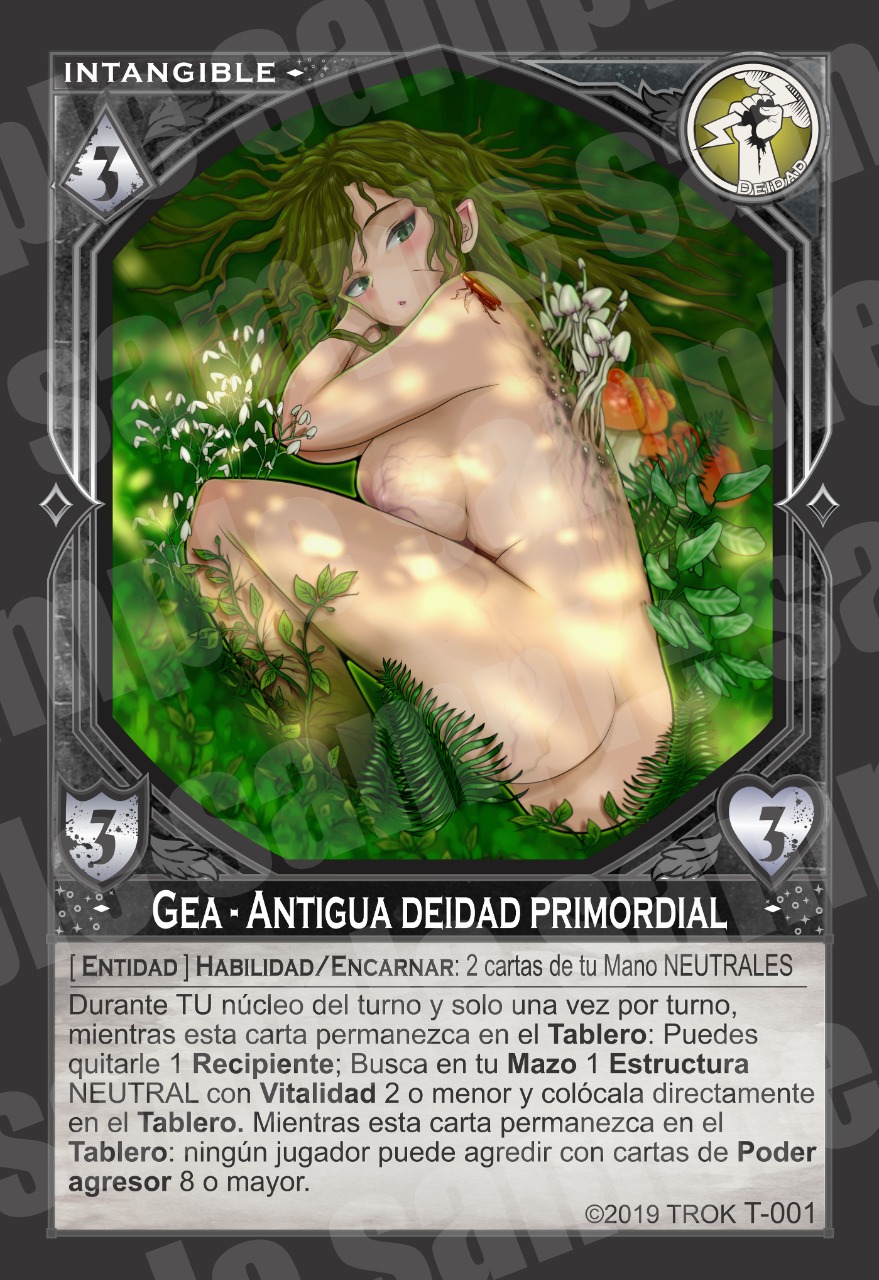 INTANGIBLE
3
DEIDAD
3
3
GEA - ANTIGUA DEIDAD PRIMORDIAL
[ ENTIDAD ] HABILIDAD/ENCARNAR: 2 cartas de tu Mano NEUTRALES
Durante TU núcleo del turno y solo una vez por turno,
mientras esta carta permanezca en el Tablero: Puedes
quitarle 1 Recipiente; Busca en tu Mazo 1 Estructura
NEUTRAL con Vitalidad 2 o menor y colócala directamente
en el Tablero. Mientras esta carta permanezca en el
Tablero: ningún jugador puede agredir con cartas de Poder
agresor 8 o mayor.
©2019 TROK T-001
sample sample sample